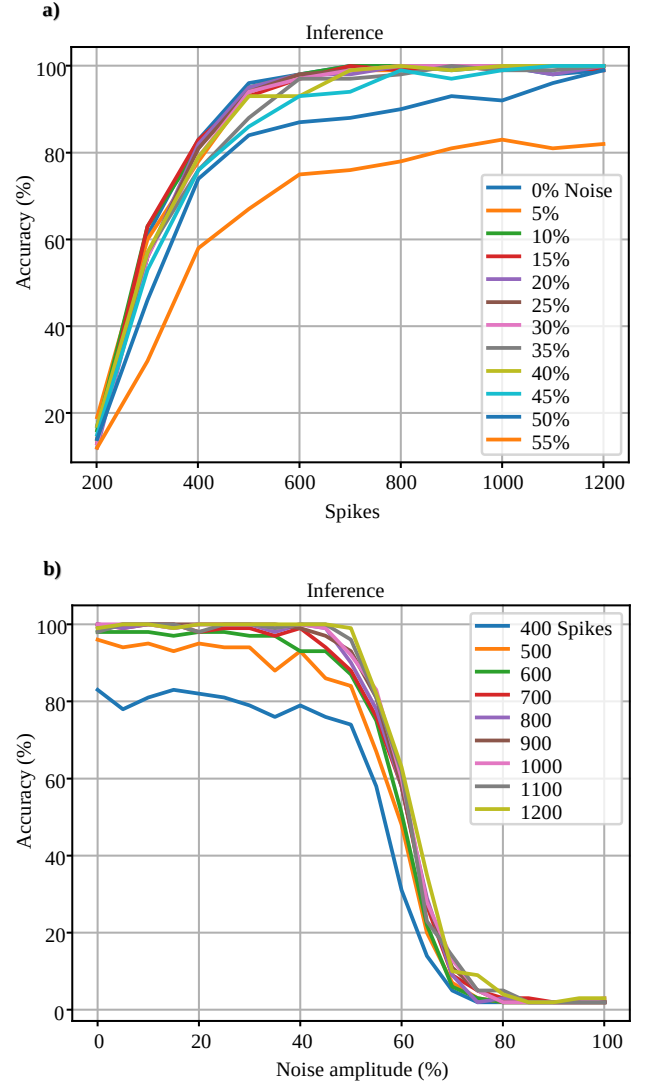 a)
Inference
100
80
60
40
20
Accuracy (%)
0% Noise
5%
10%
15%
20%
25%
30%
35%
40%
45%
50%
55%
200 400 600 800 1000 1200
Spikes
b)
Inference
100
80
60
40
20
0
Accuracy (%)
400 Spikes
500
600
700
800
900
1000
1100
1200
0 20 40 60 80 100
Noise amplitude (%)